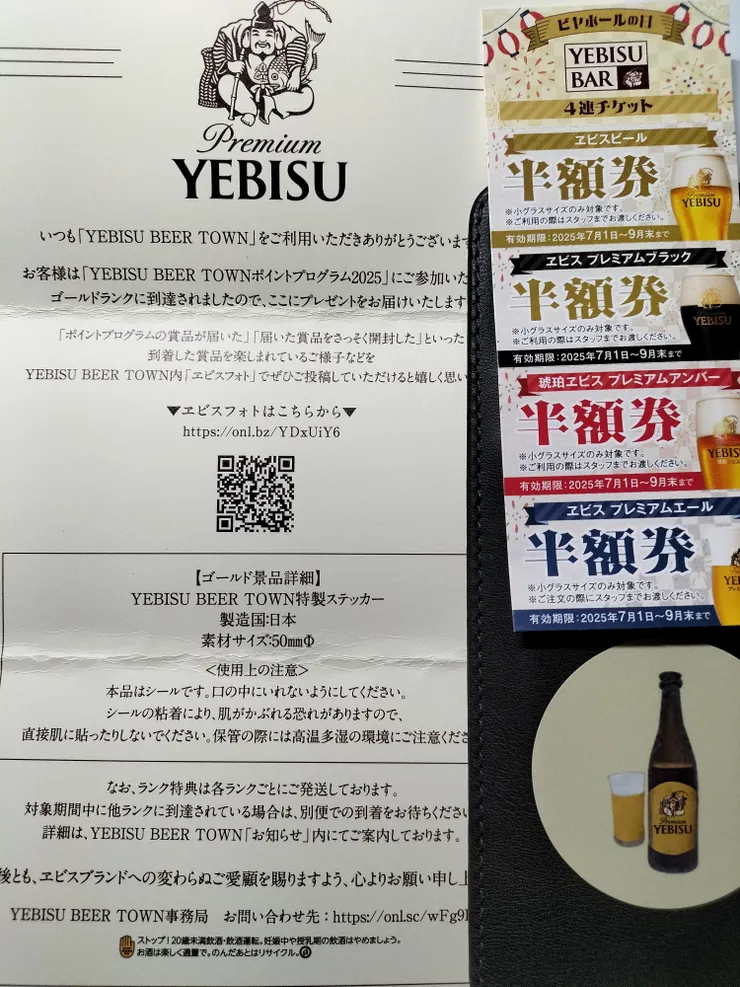 Premium
YEBISU
いつも「YEBISU BEER TOWN」をご利用いただきありがとうございます
お客様は「YEBISU BEER TOWNポイントプログラム2025」にご参加いた
ゴールドランクに到達されましたので、ここにプレゼントをお届けいたします
「ポイントプログラムの賞品が届いた」「届いた賞品をさっそく開封した」といった
到着した賞品を楽しまれているご様子などを
YEBISU BEER TOWN内「ヱビスフォト」でぜひご投稿していただけると嬉しく思い
▼ヱビスフォトはこちらから▼
https://onl.bz/YDxUiY6
【ゴールド景品詳細】
YEBISU BEER TOWN特製ステッカー
製造国:日本
素材サイズ:50mmΦ
<使用上の注意>
本品はシールです。口の中にいれないようにしてください。
シールの粘着により、肌がかぶれる恐れがありますので、
直接肌に貼ったりしないでください。保管の際には高温多湿の環境にご注意くださ
なお、ランク特典は各ランクごとにご発送しております。
対象期間中に他ランクに到達されている場合は、別便での到着をお待ちくださ
詳細は、YEBISU BEER TOWN「お知らせ」内にてご案内しております。
後とも、ヱビスブランドへの変わらぬご愛顧を賜りますよう、心よりお願い申し上
YEBISU BEER TOWN事務局 お問い合わせ先：https://onl.sc/wFg9
ストップ！20歳未満飲酒・飲酒運転。妊娠中や授乳期の飲酒はやめましょう。
お酒は楽しく適量で。のんだあとはリサイクル。
ビヤホールの日
YEBISU
BAR
4連チケット
ヱビスビール
半額券
※小グラスサイズのみ対象です。
※ご利用の際はスタッフまでお渡しください。
有効期限：2025年7月1日～9月末まで
Premium
YEBISU
ヱビス プレミアムブラック
半額券
※小グラスサイズのみ対象です。
※ご利用の際はスタッフまでお渡しください。
有効期限：2025年7月1日～9月末まで
YEBISU
琥珀ヱビス プレミアムアンバー
半額券
※小グラスサイズのみ対象です。
※ご利用の際はスタッフまでお渡しください。
有効期限：2025年7月1日～9月末まで
YEBIS
ヱビス プレミアムエール
半額券
※小グラスサイズのみ対象です。
※ご注文の際にスタッフまでお渡しください。
有効期限：2025年7月1日～9月末まで
YEB
Premium
YEBISU